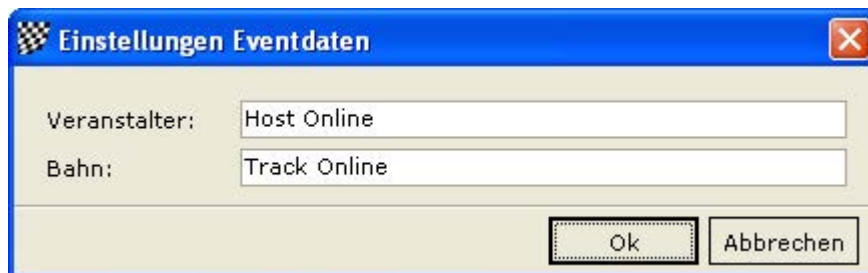 Einstellungen Eventdaten
Veranstalter: Host Online
Bahn: Track Online
Ok Abbrechen